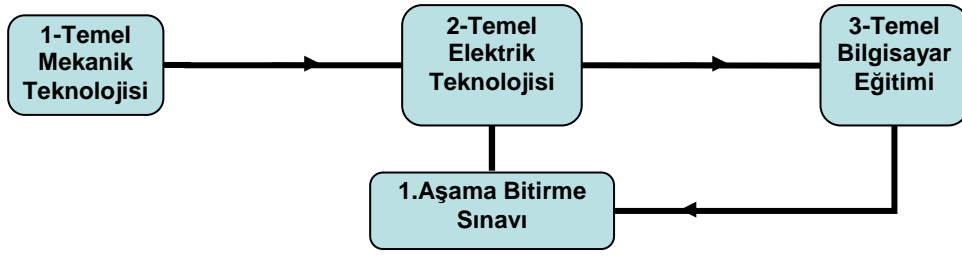 1-Temel
Mekanik
Teknolojisi
2-Temel
Elektrik
Teknolojisi
3-Temel
Bilgisayar
Eğitimi
1.Aşama Bitirme
Sınavı